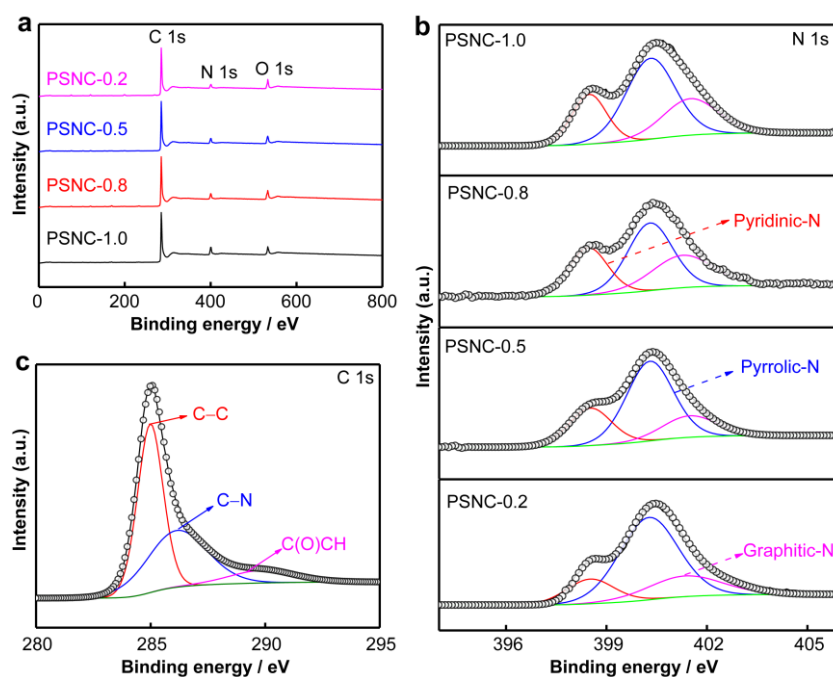 a
C 1s
N 1s
O 1s
PSNC-0.2
PSNC-0.5
PSNC-0.8
PSNC-1.0
Intensity (a.u.)
0
200
400
600
800
Binding energy / eV
b
PSNC-1.0
N 1s
PSNC-0.8
Pyridinic-N
PSNC-0.5
Pyrrolic-N
PSNC-0.2
Graphitic-N
Intensity (a.u.)
396
399
402
405
Binding energy / eV
c
C 1s
C–C
C–N
C(O)CH
Intensity (a.u.)
280
285
290
295
Binding energy / eV